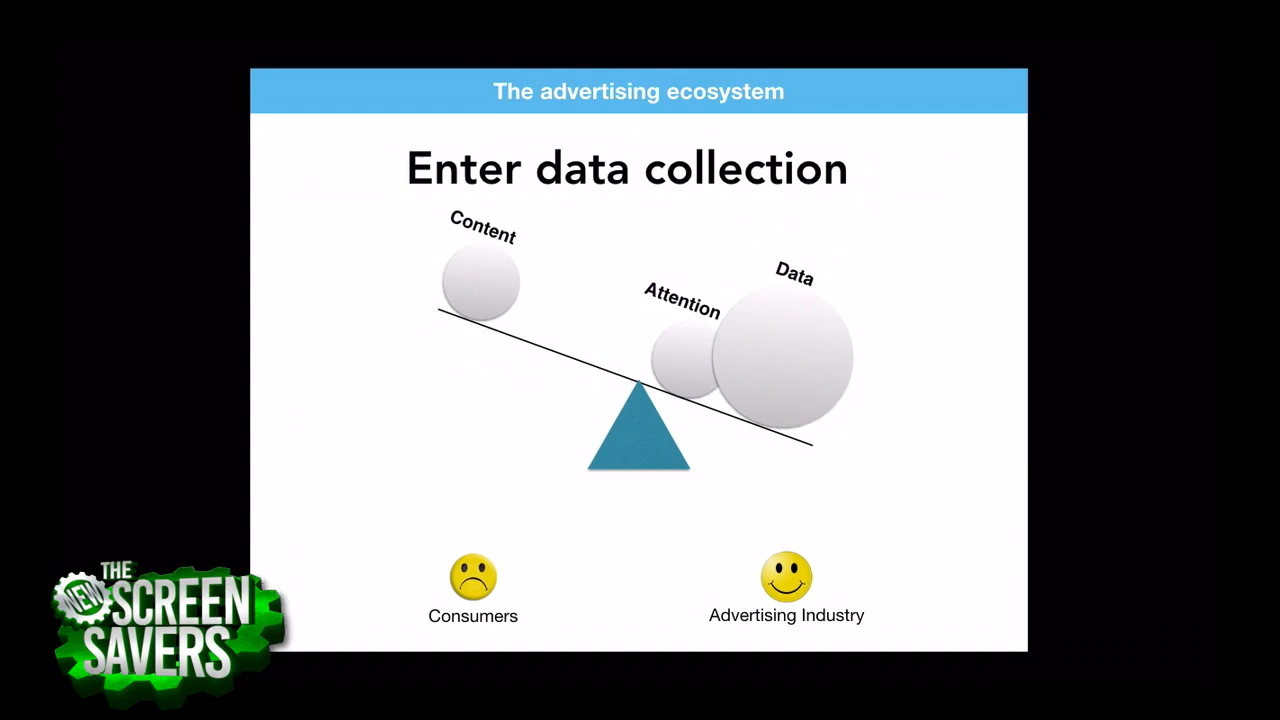 The advertising ecosystem
Enter data collection
Content
Attention
Data
Consumers
Advertising Industry
THE
NEW
SCREEN
SAVERS